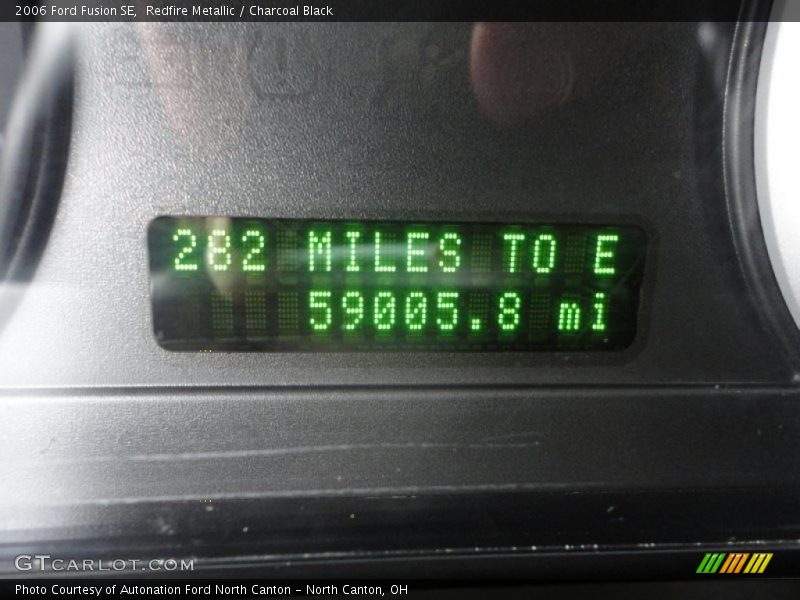 2006 Ford Fusion SE, Redfire Metallic / Charcoal Black
282 MILES TO E
59005.8 mi
GTCARLOT.COM
Photo Courtesy of Autonation Ford North Canton - North Canton, OH